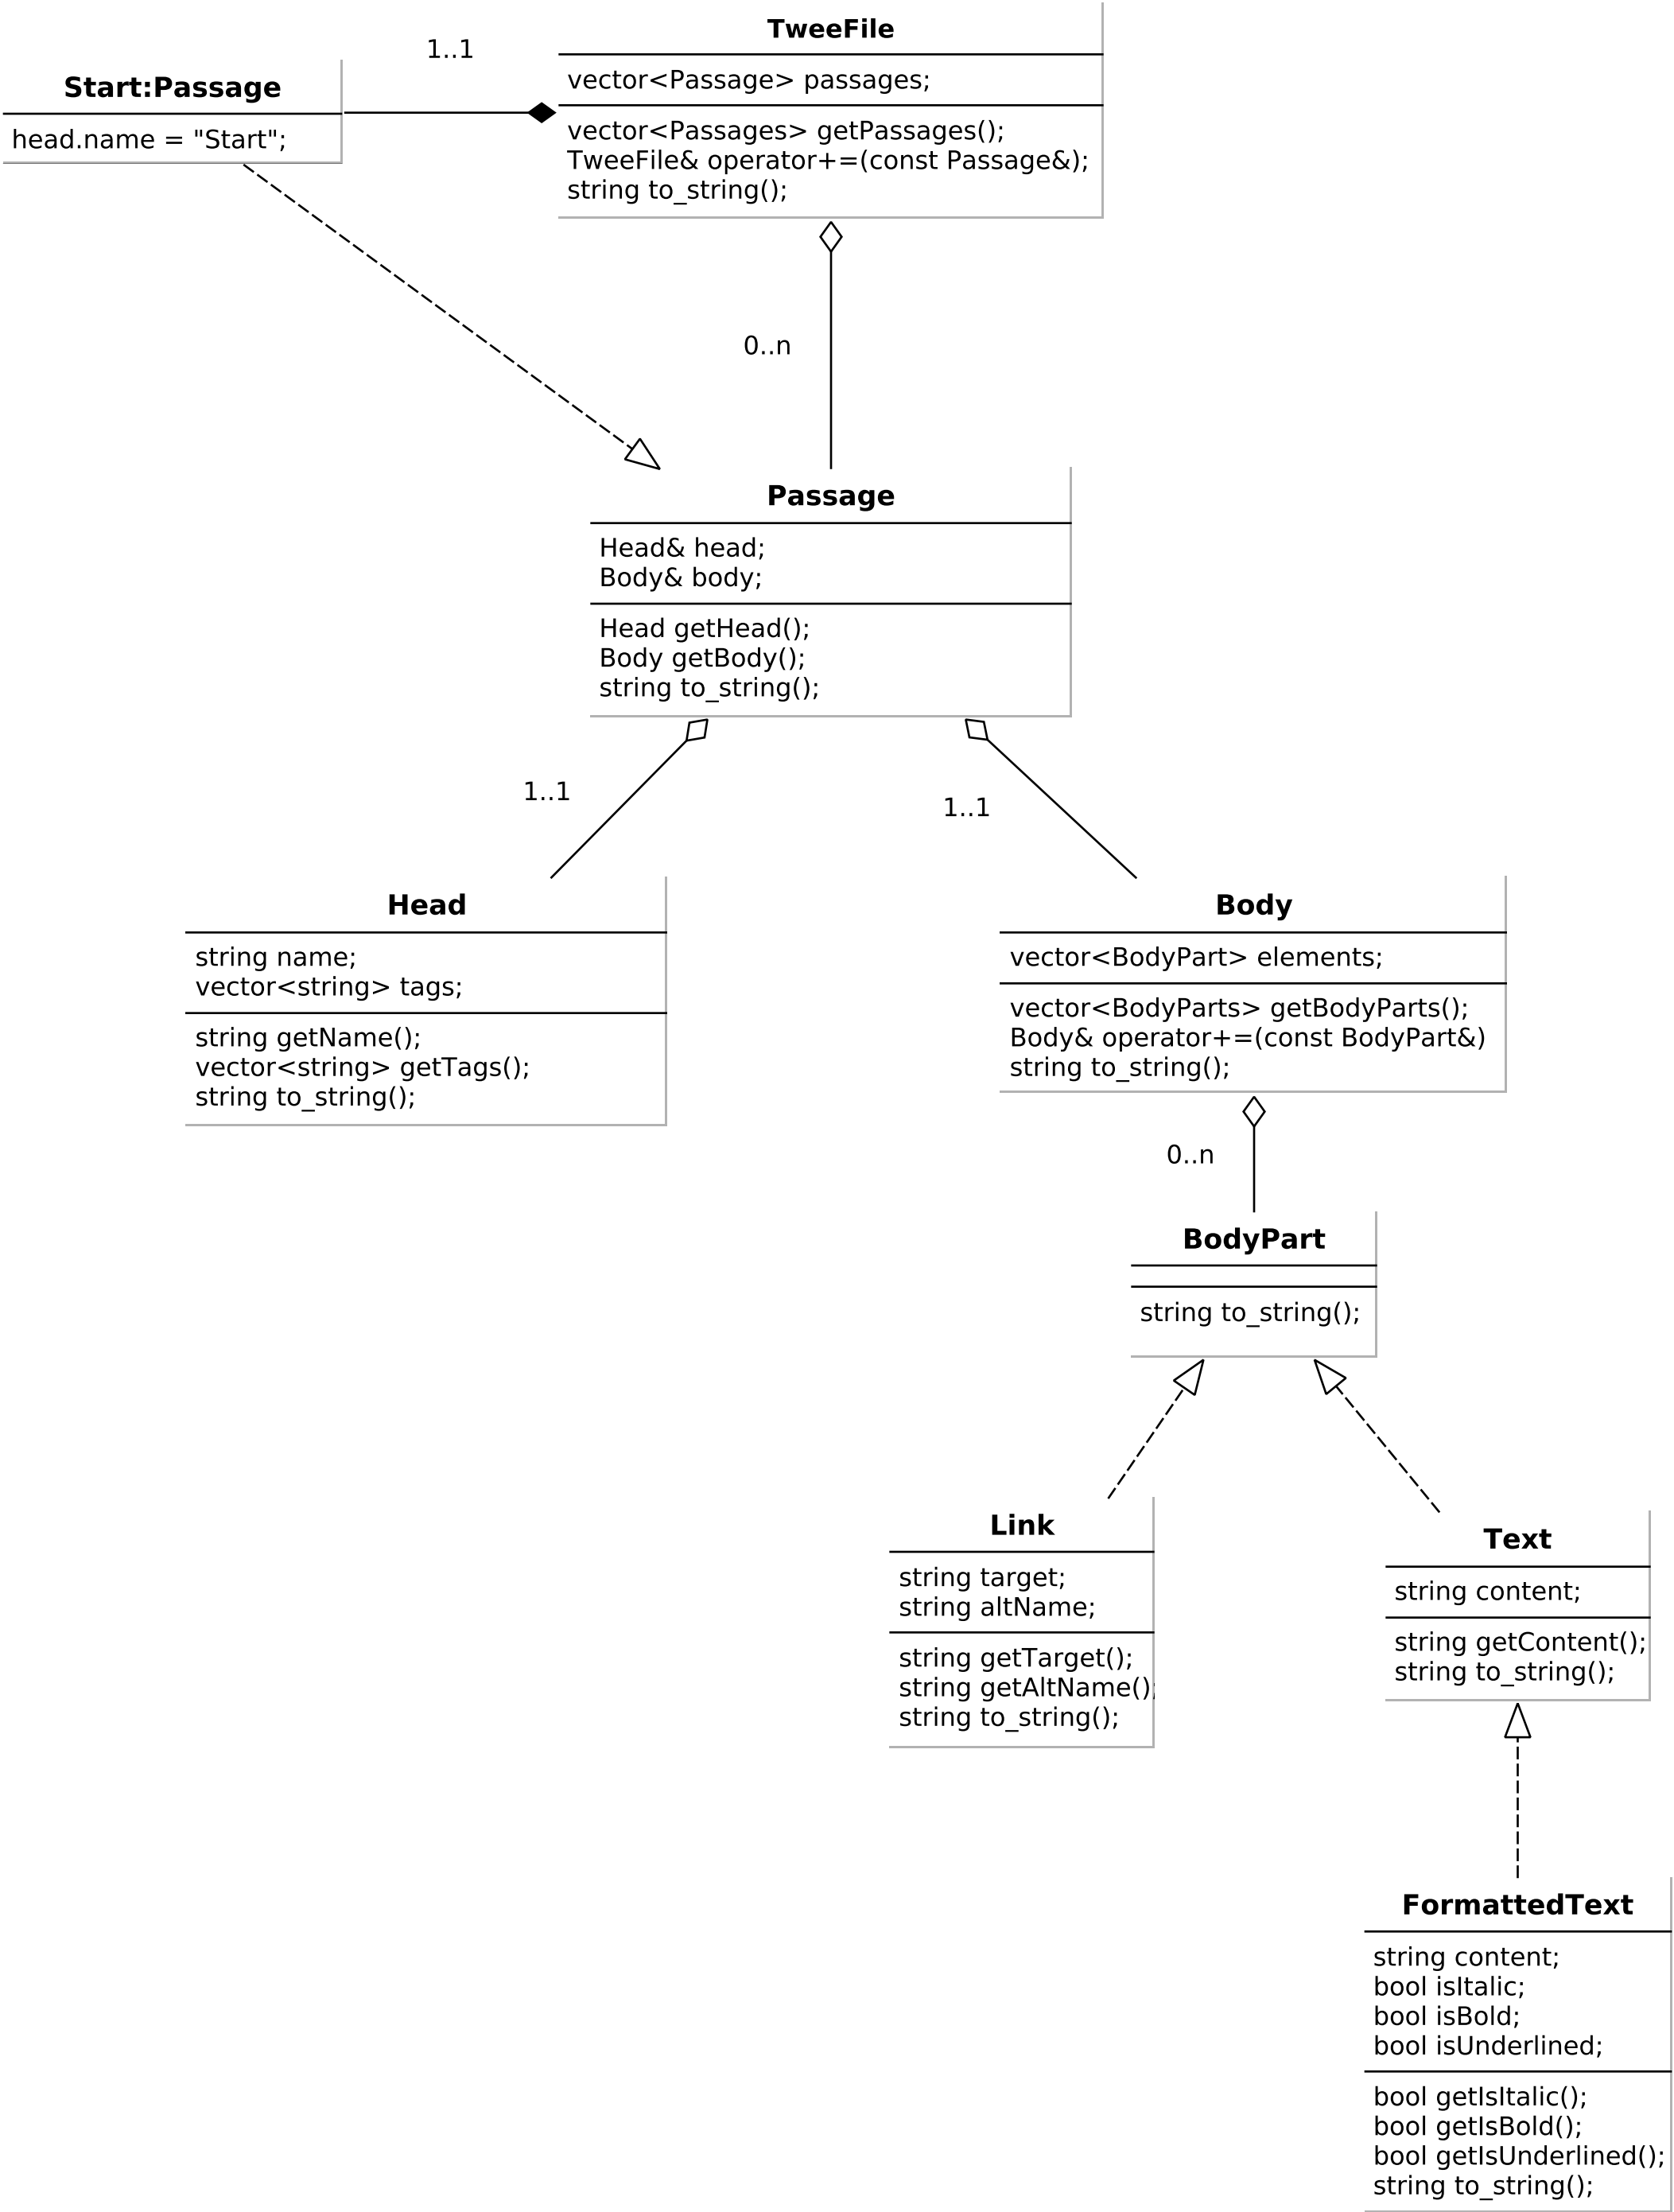 TweeFile
vector<Passage> passages;
vector<Passages> getPassages();
TweeFile& operator+=(const Passage&);
string to_string();
1..1
Start:Passage
head.name = "Start";
0..n
Passage
Head& head;
Body& body;
Head getHead();
Body getBody();
string to_string();
1..1
1..1
Head
string name;
vector<string> tags;
string getName();
vector<string> getTags();
string to_string();
Body
vector<BodyPart> elements;
vector<BodyParts> getBodyParts();
Body& operator+=(const BodyPart&)
string to_string();
0..n
BodyPart
string to_string();
Link
string target;
string altName;
string getTarget();
string getAltName();
string to_string();
Text
string content;
string getContent();
string to_string();
FormattedText
string content;
bool isItalic;
bool isBold;
bool isUnderlined;
bool getIsItalic();
bool getIsBold();
bool getIsUnderlined();
string to_string();